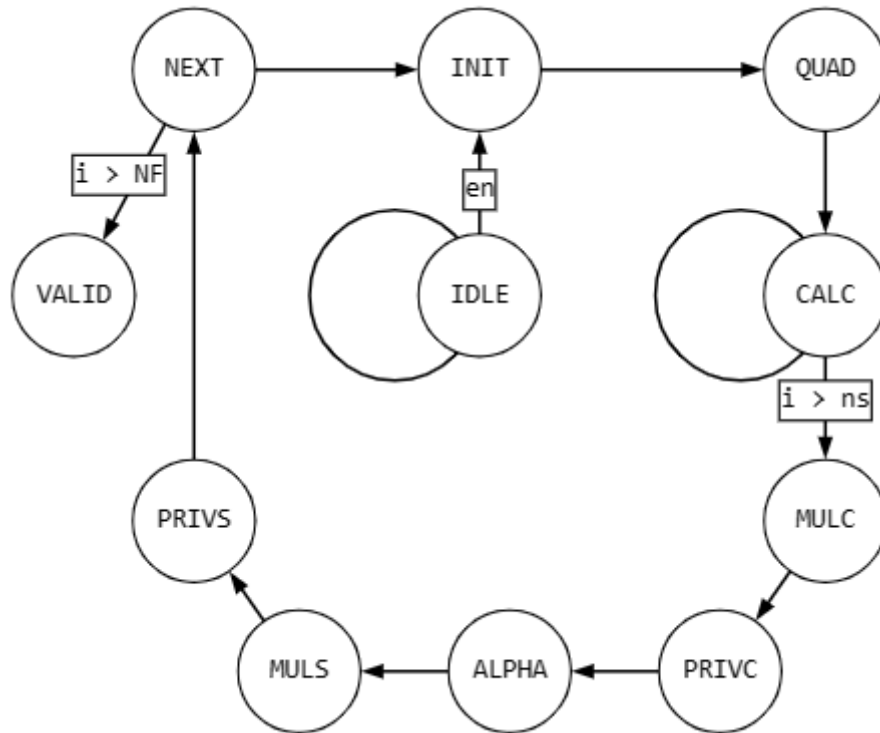 NEXT
INIT
QUAD
i > NF
en
VALID
IDLE
CALC
i > ns
PRIVS
MULC
MULS
ALPHA
PRIVC